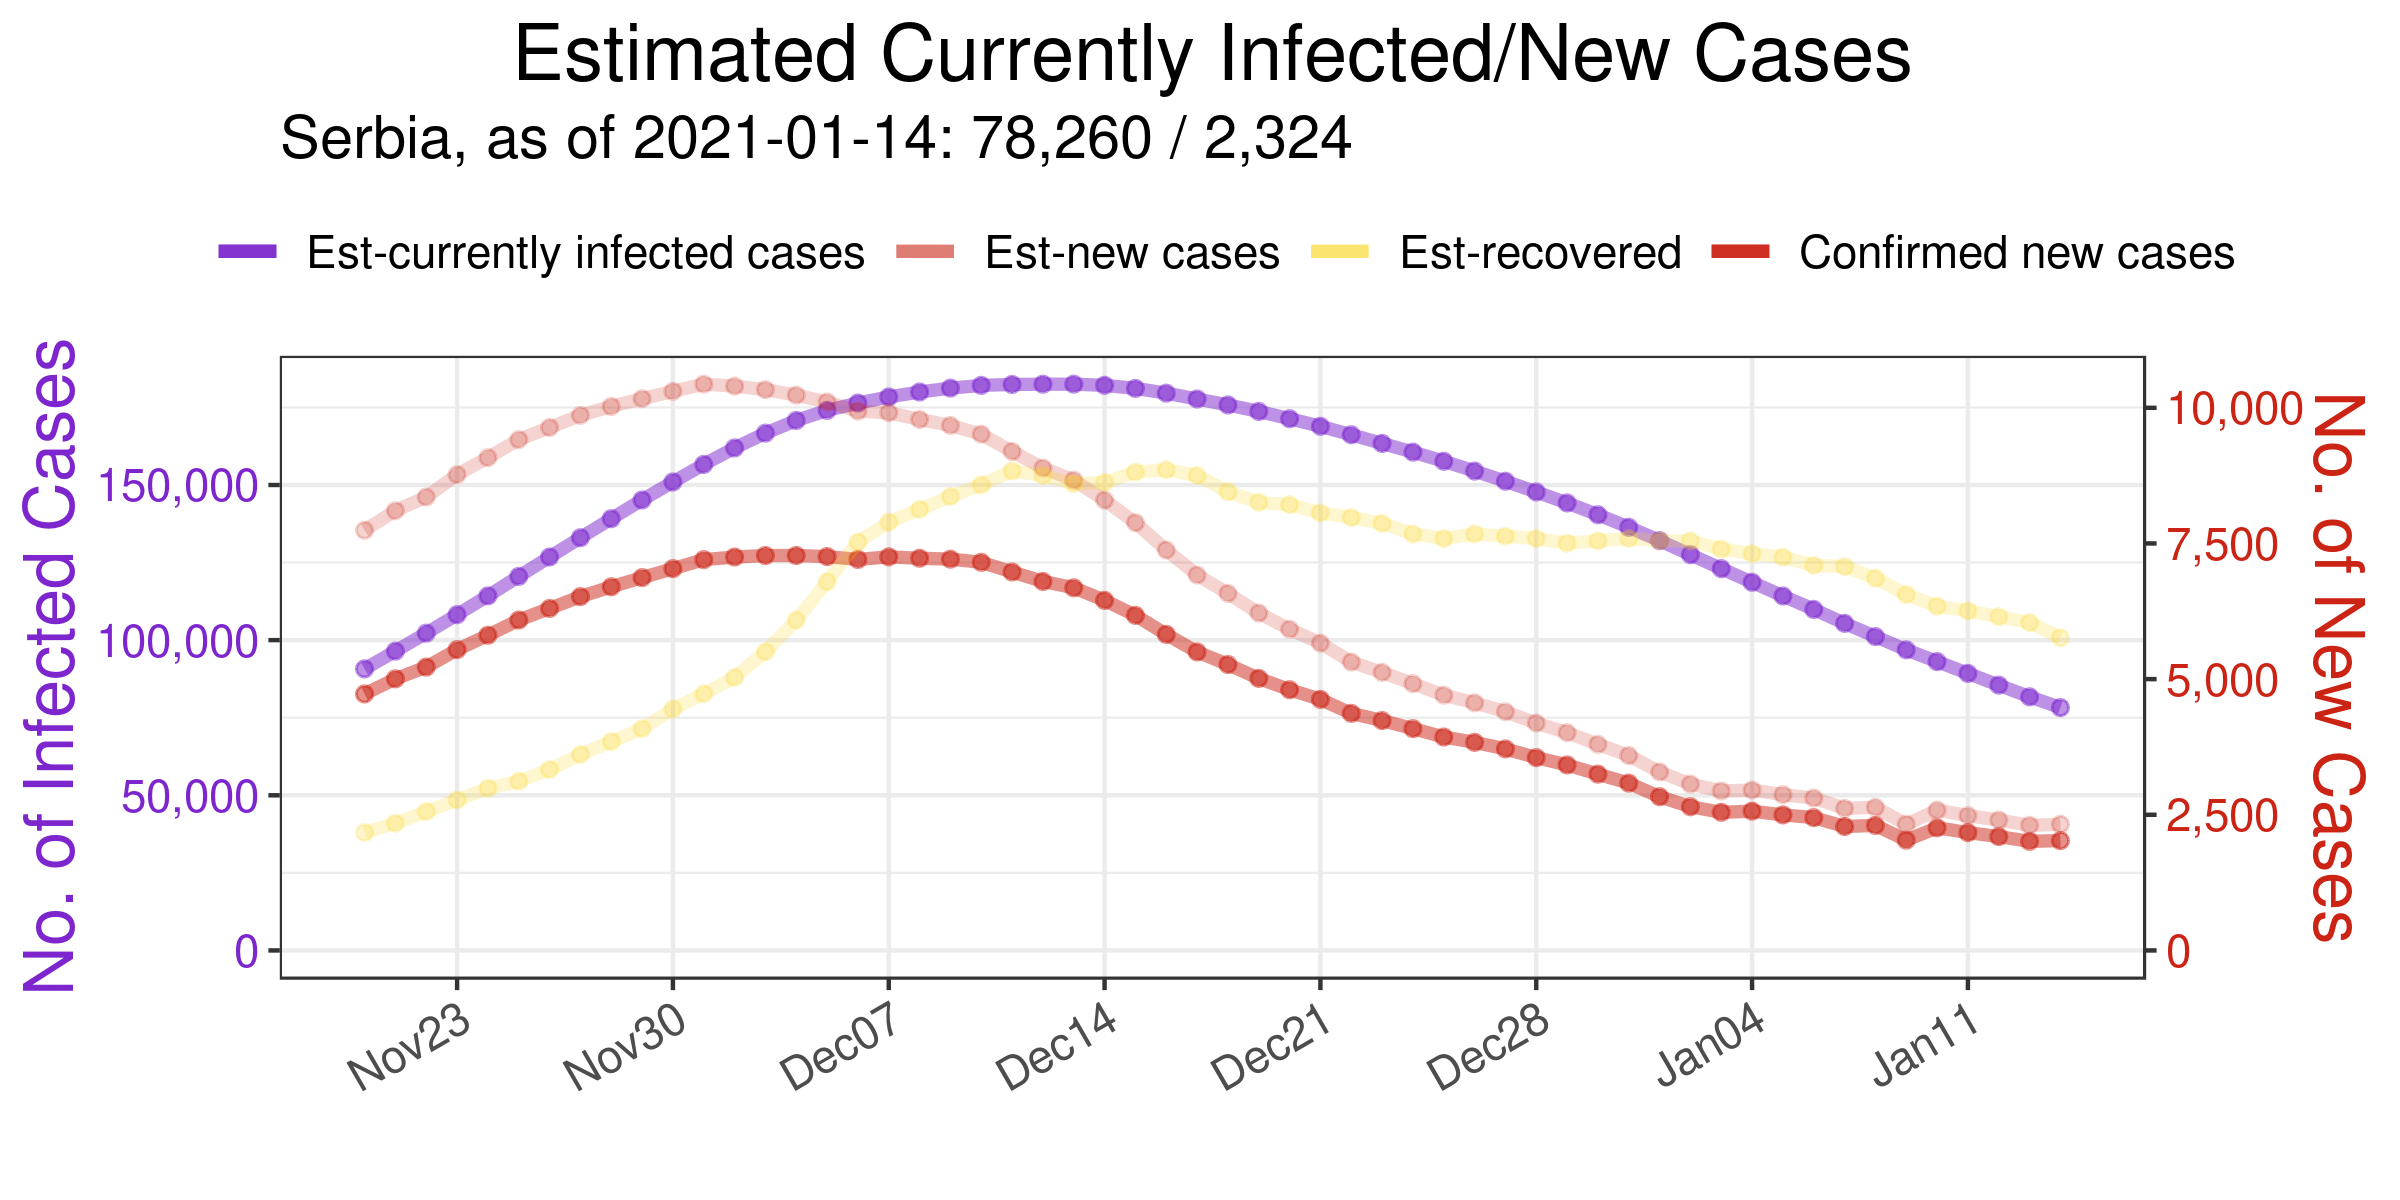 Estimated Currently Infected/New Cases
Serbia, as of 2021-01-14: 78,260 / 2,324
Est-currently infected cases Est-new cases Est-recovered Confirmed new cases
No. of Infected Cases
150,000
100,000
50,000
0
10,000
7,500
5,000
2,500
0
No. of New Cases
Nov23 Nov30 Dec07 Dec14 Dec21 Dec28 Jan04 Jan11